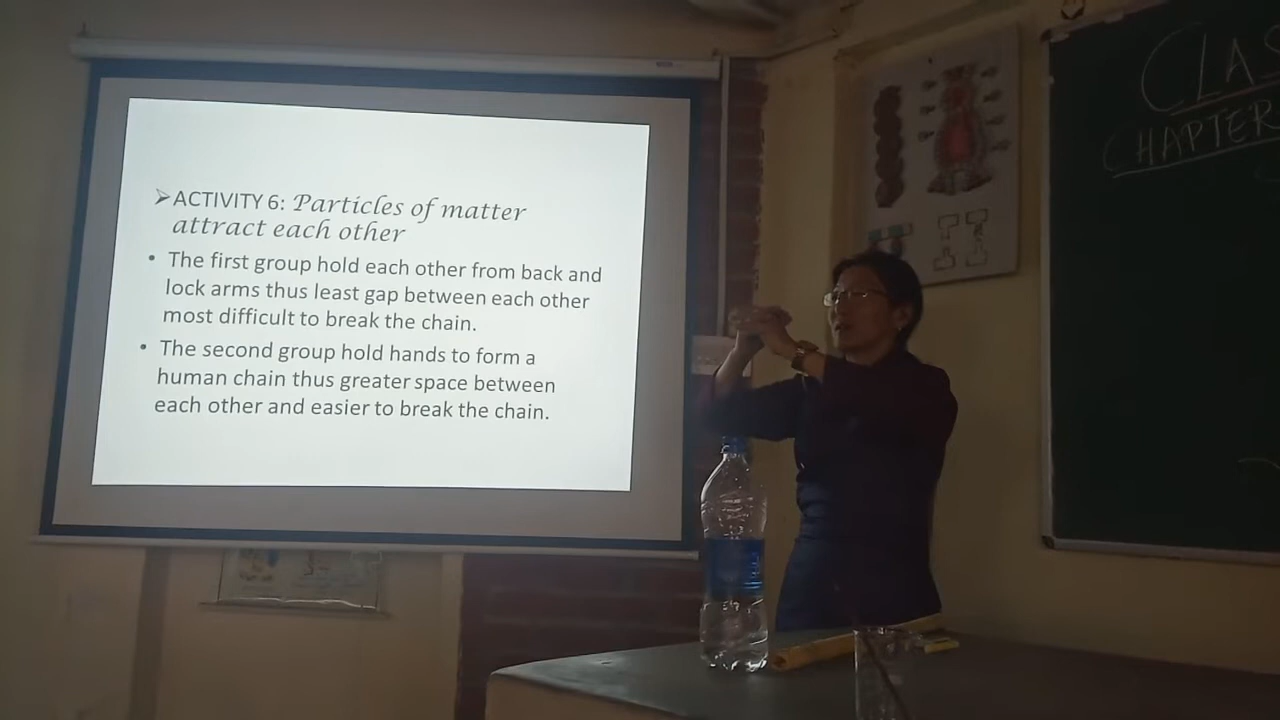 ➢ACTIVITY 6: Particles of matter
attract each other
• The first group hold each other from back and
lock arms thus least gap between each other
most difficult to break the chain.
• The second group hold hands to form a
human chain thus greater space between
each other and easier to break the chain.
CLAS
CHAPTER